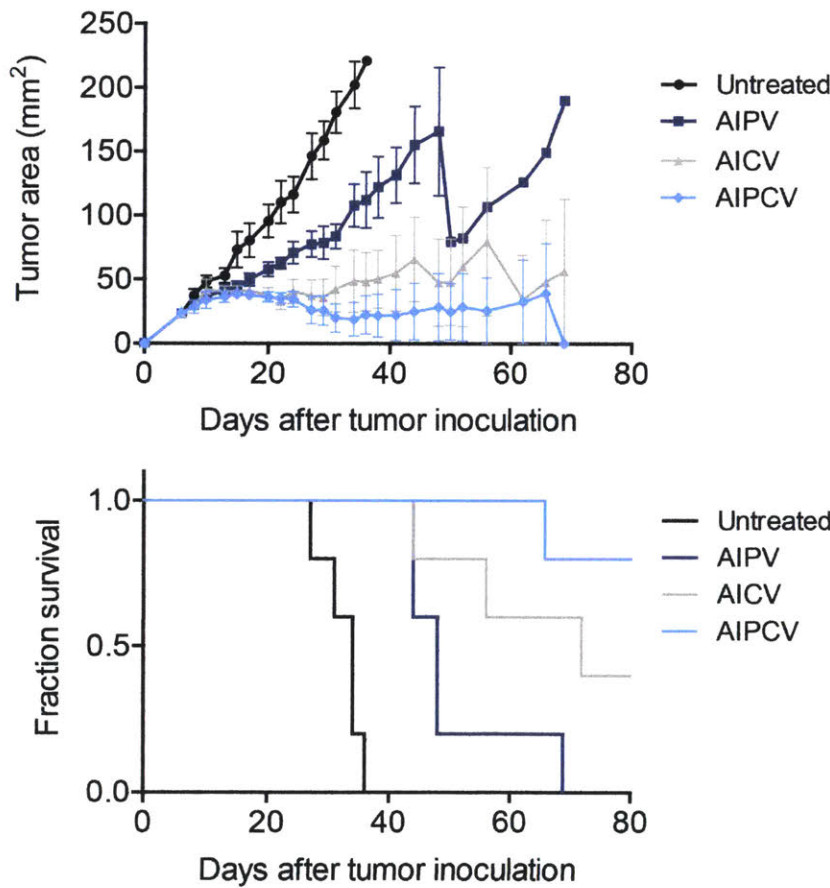 250
200
150
100
50
0
Tumor area (mm²)
0 20 40 60 80
Days after tumor inoculation
Untreated
AIPV
AICV
AIPCV
1.0
0.5
0.0
Fraction survival
0 20 40 60 80
Days after tumor inoculation
Untreated
AIPV
AICV
AIPCV